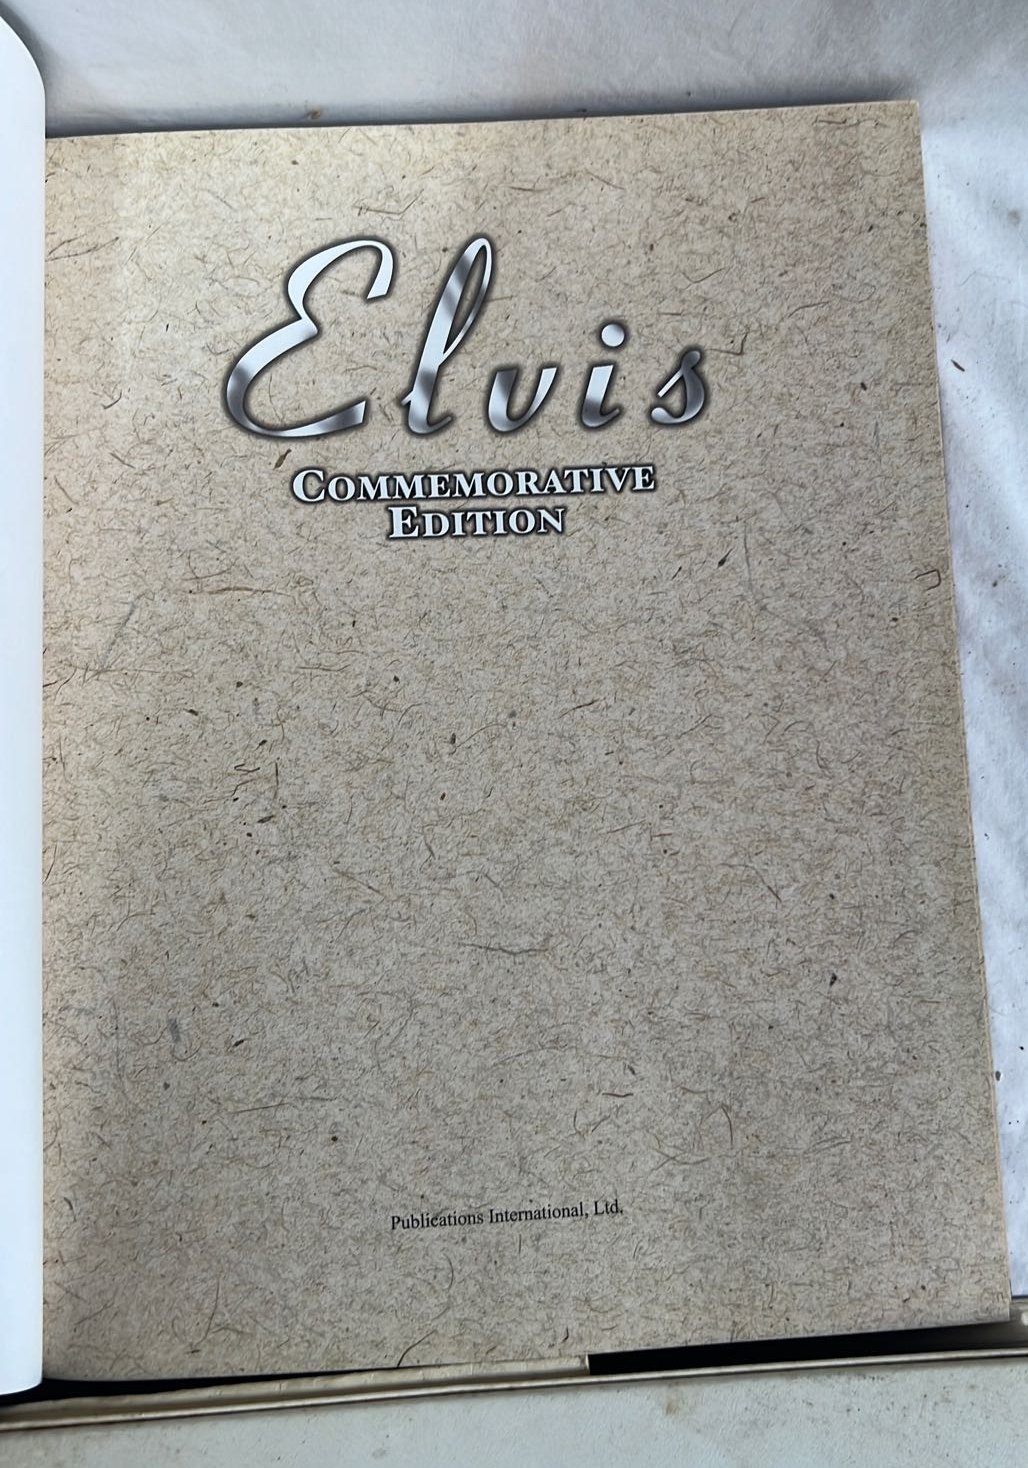 Elvis
COMMEMORATIVE
EDITION
Publications International, Ltd.